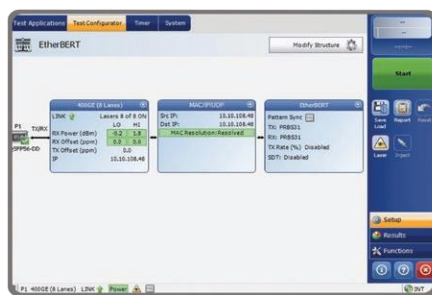 Test Applications Test Configurator Timer System
EtherBERT
Modify Structure
Start
400GE (8 Lanes)
LINK Lasers 8 of 8 ON
LO HI
RX Power (dBm) -0.2 1.8
RX Offset (ppm) 0.0 0.0
TX Offset (ppm) 0.0
IP 10.10.108.48
MAC/IP/UDP
Src IP: 10.10.108.48
Dst IP: 10.10.108.48
MAC Resolution:Resolved
EtherBERT
Pattern Sync
TX: PRBS31
RX: PRBS31
TX Rate (%) Disabled
SDT: Disabled
P1 TX/RX
QSFP56-DD
Save Load
Report
Reset
Laser
Inject
Setup
Results
Functions
P1 400GE (8 Lanes) LINK Power
INT